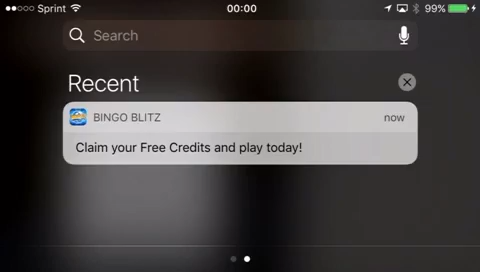 Sprint 00:00 99%
Search
Recent
BINGO BLITZ now
Claim your Free Credits and play today!